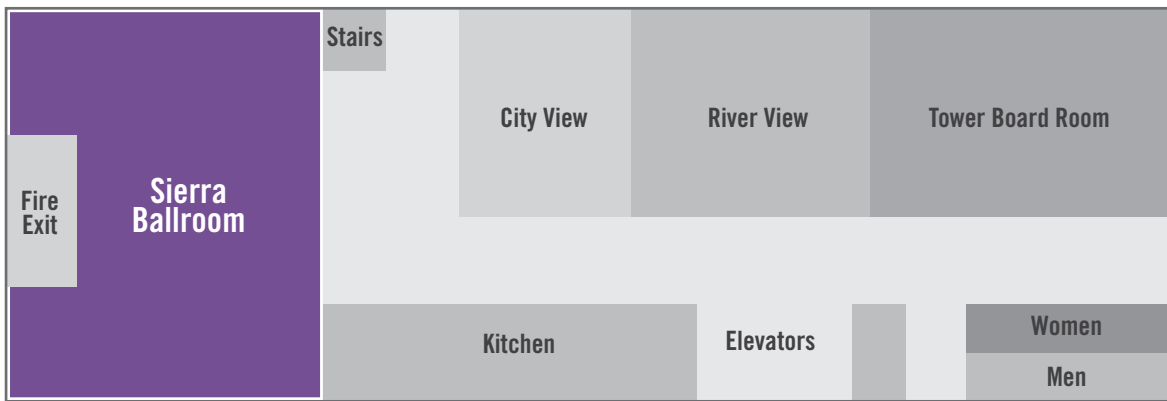 Stairs
City View
River View
Tower Board Room
Fire
Exit
Sierra
Ballroom
Kitchen
Elevators
Women
Men